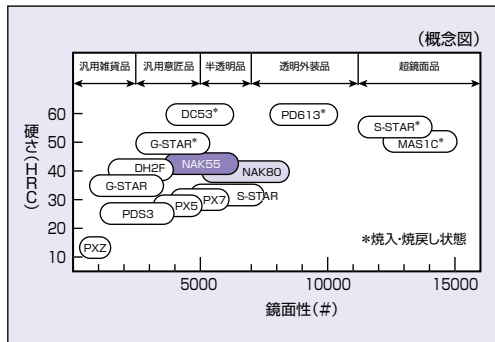 (概念図)
汎用雑貨品 汎用意匠品 半透明品 透明外装品 超鏡面品
硬さ(HRC)
60
50
40
30
20
10
DC53*
PD613*
S-STAR*
MAS1C*
G-STAR*
NAK55
DH2F
NAK80
G-STAR
S-STAR
PX7
PX5
PDS3
PXZ
*焼入・焼戻し状態
5000 10000 15000
鏡面性(#)